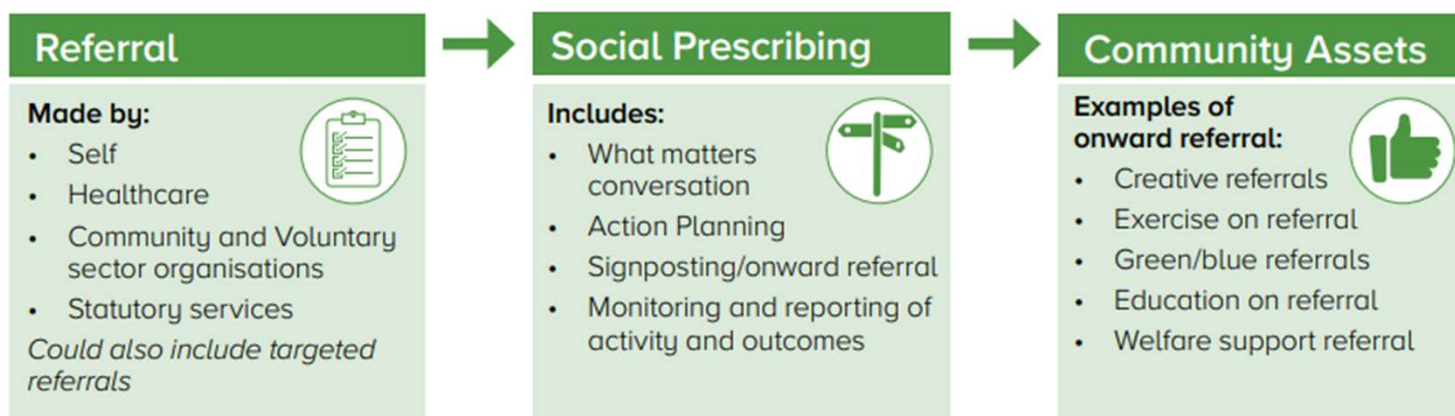 Referral
Made by:
• Self
• Healthcare
• Community and Voluntary
sector organisations
• Statutory services
Could also include targeted
referrals
Social Prescribing
Includes:
• What matters
conversation
• Action Planning
• Signposting/onward referral
• Monitoring and reporting of
activity and outcomes
Community Assets
Examples of
onward referral:
• Creative referrals
• Exercise on referral
• Green/blue referrals
• Education on referral
• Welfare support referral